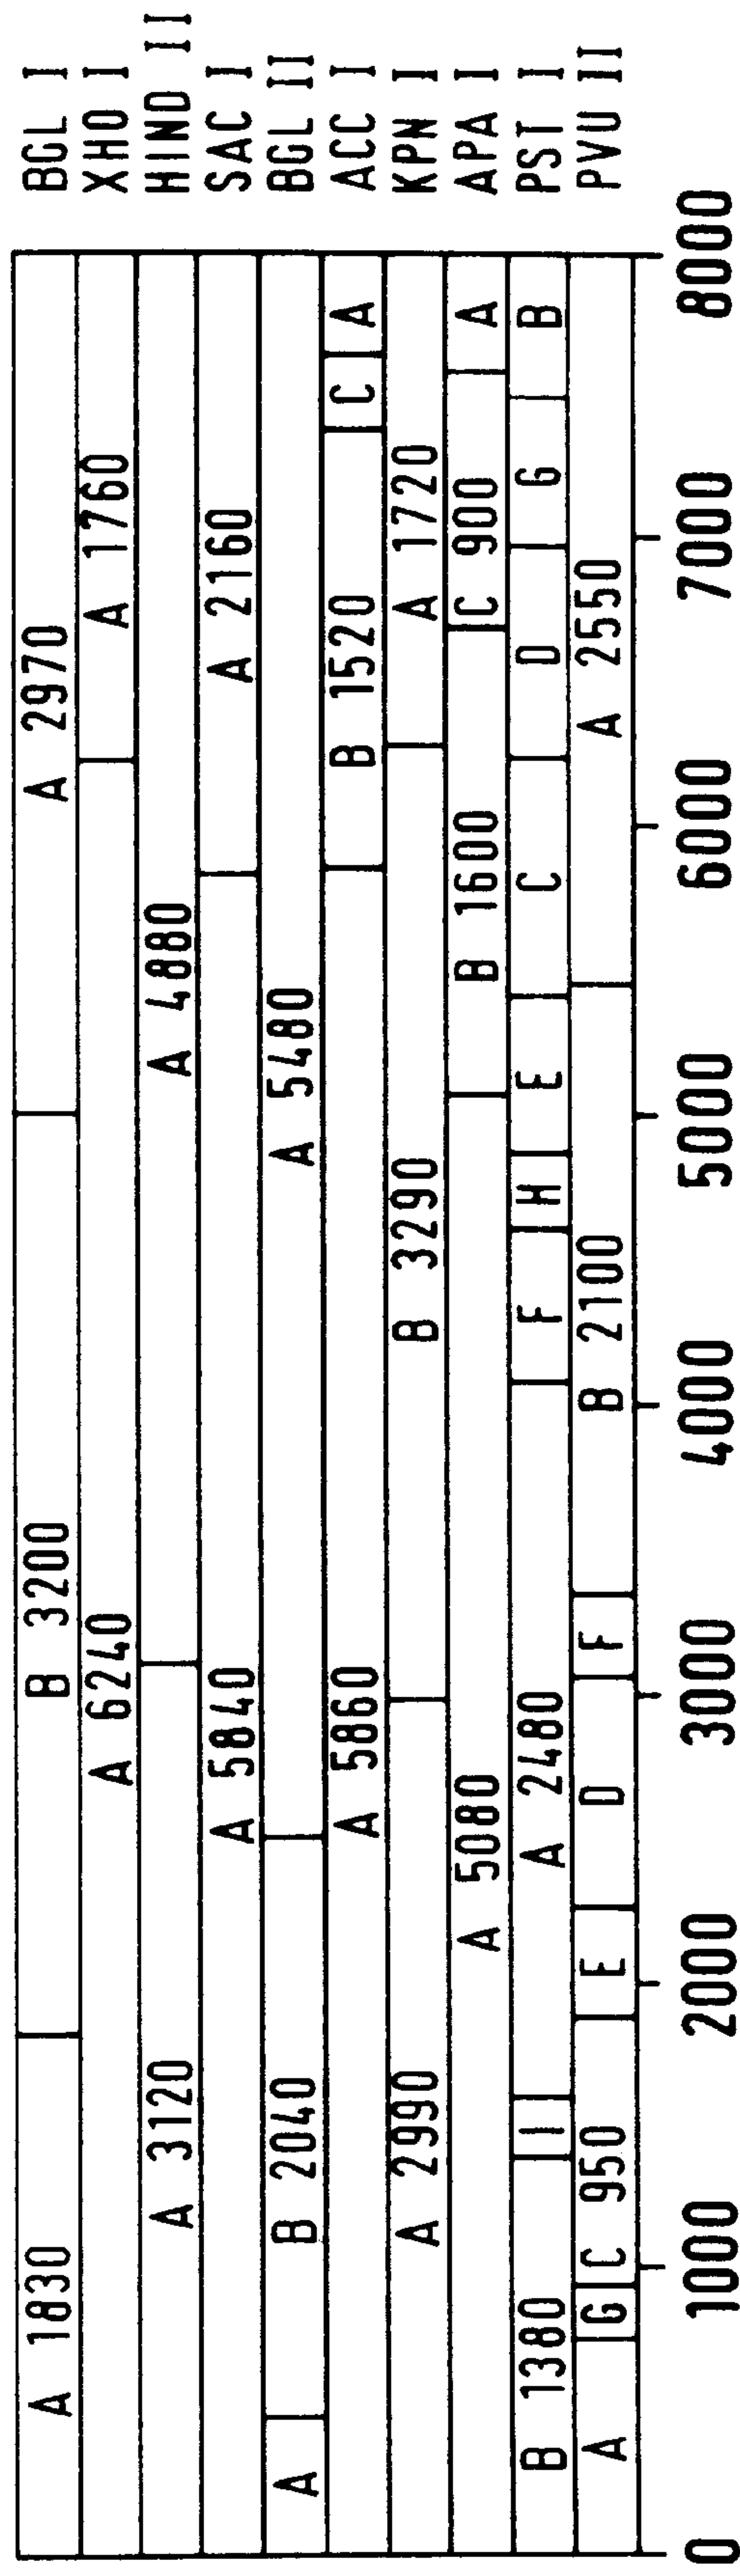 A 1830 B 3200 A 2970 BGL I
A 6240 A 1760 XHO I
A 3120 A 4880 HIND II
A 5840 A 2160 SAC I
A B 2040 A 5480 BGL II
A 5860 B 1520 C A ACC I
A 2990 B 3290 A 1720 KPN I
A 5080 B 1600 C 900 A APA I
B 1380 I A 2480 F H E C D G B PST I
A G C 950 E D F B 2100 A 2550 PVU II
0 1000 2000 3000 4000 5000 6000 7000 8000